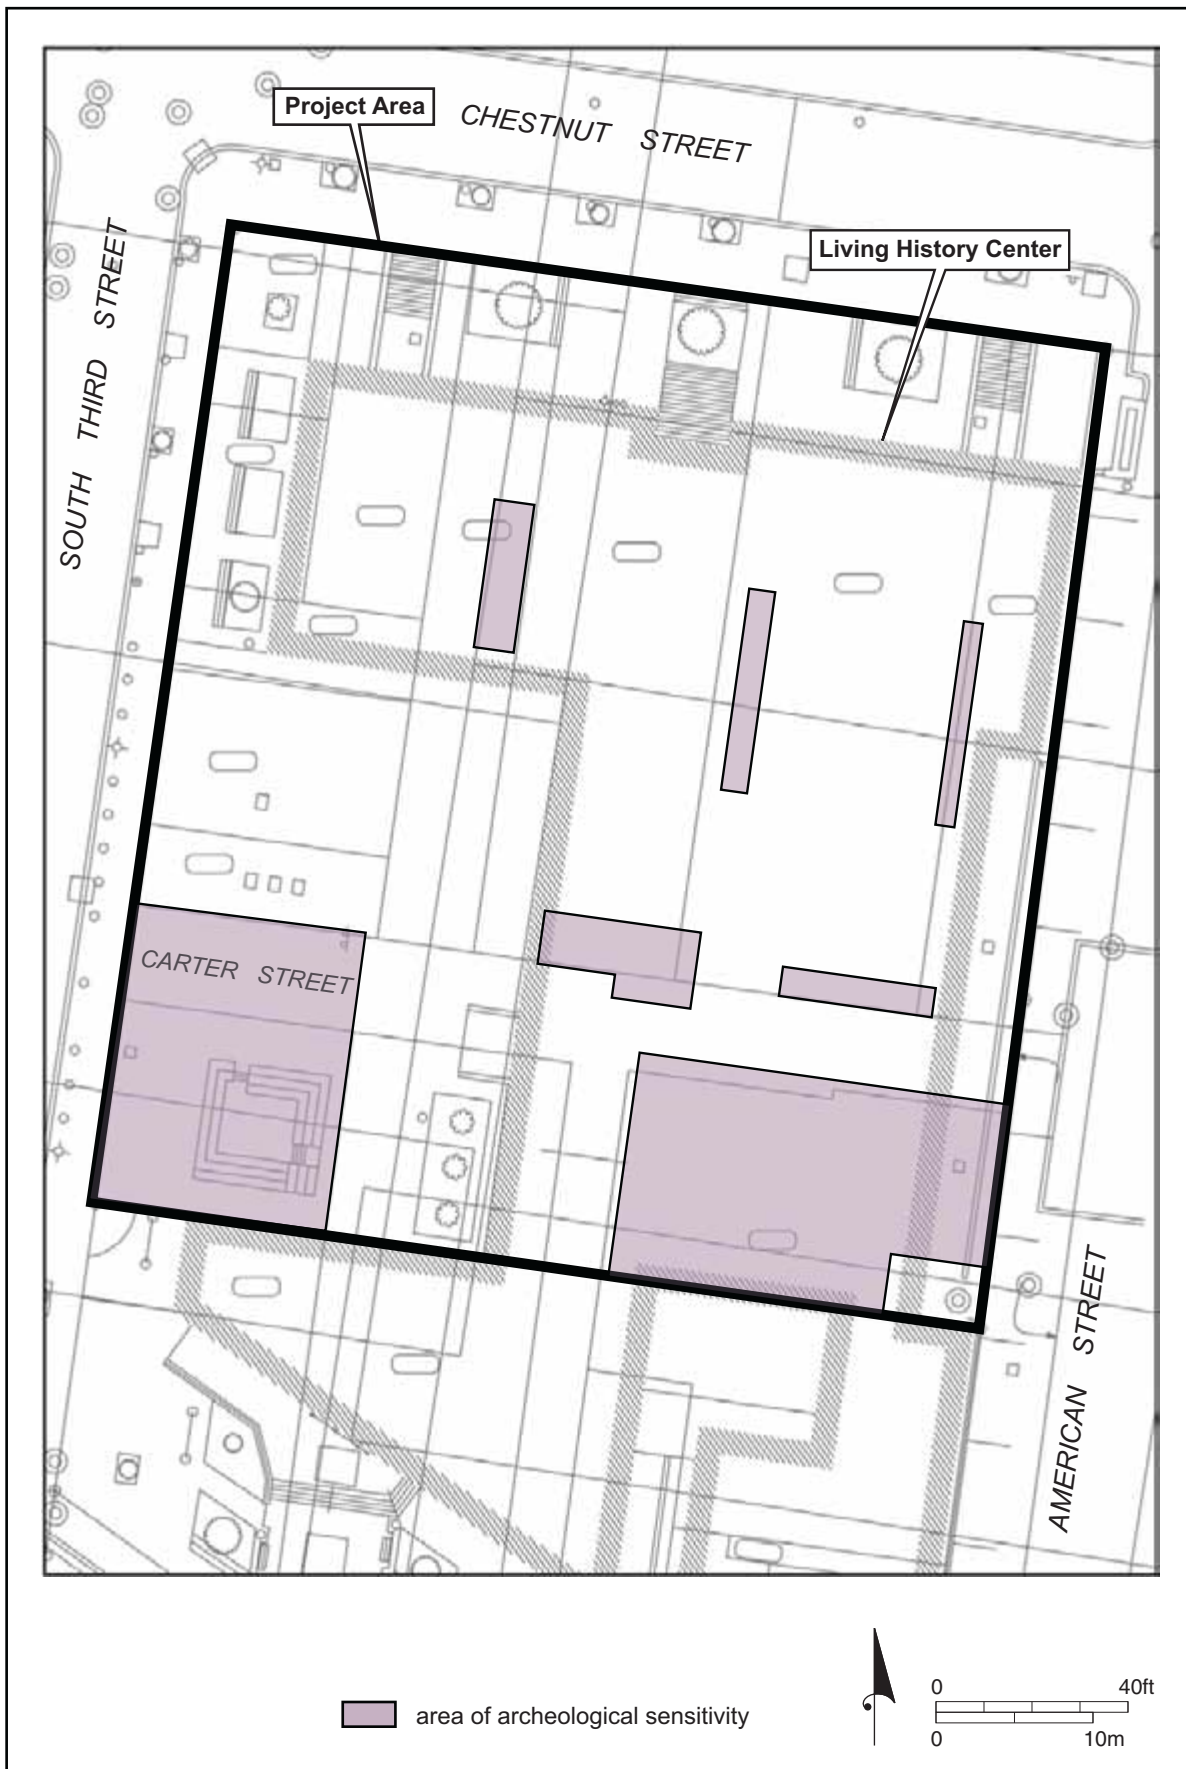 Project Area
CHESTNUT STREET
Living History Center
SOUTH THIRD STREET
CARTER STREET
AMERICAN STREET
area of archeological sensitivity
0 40ft
0 10m